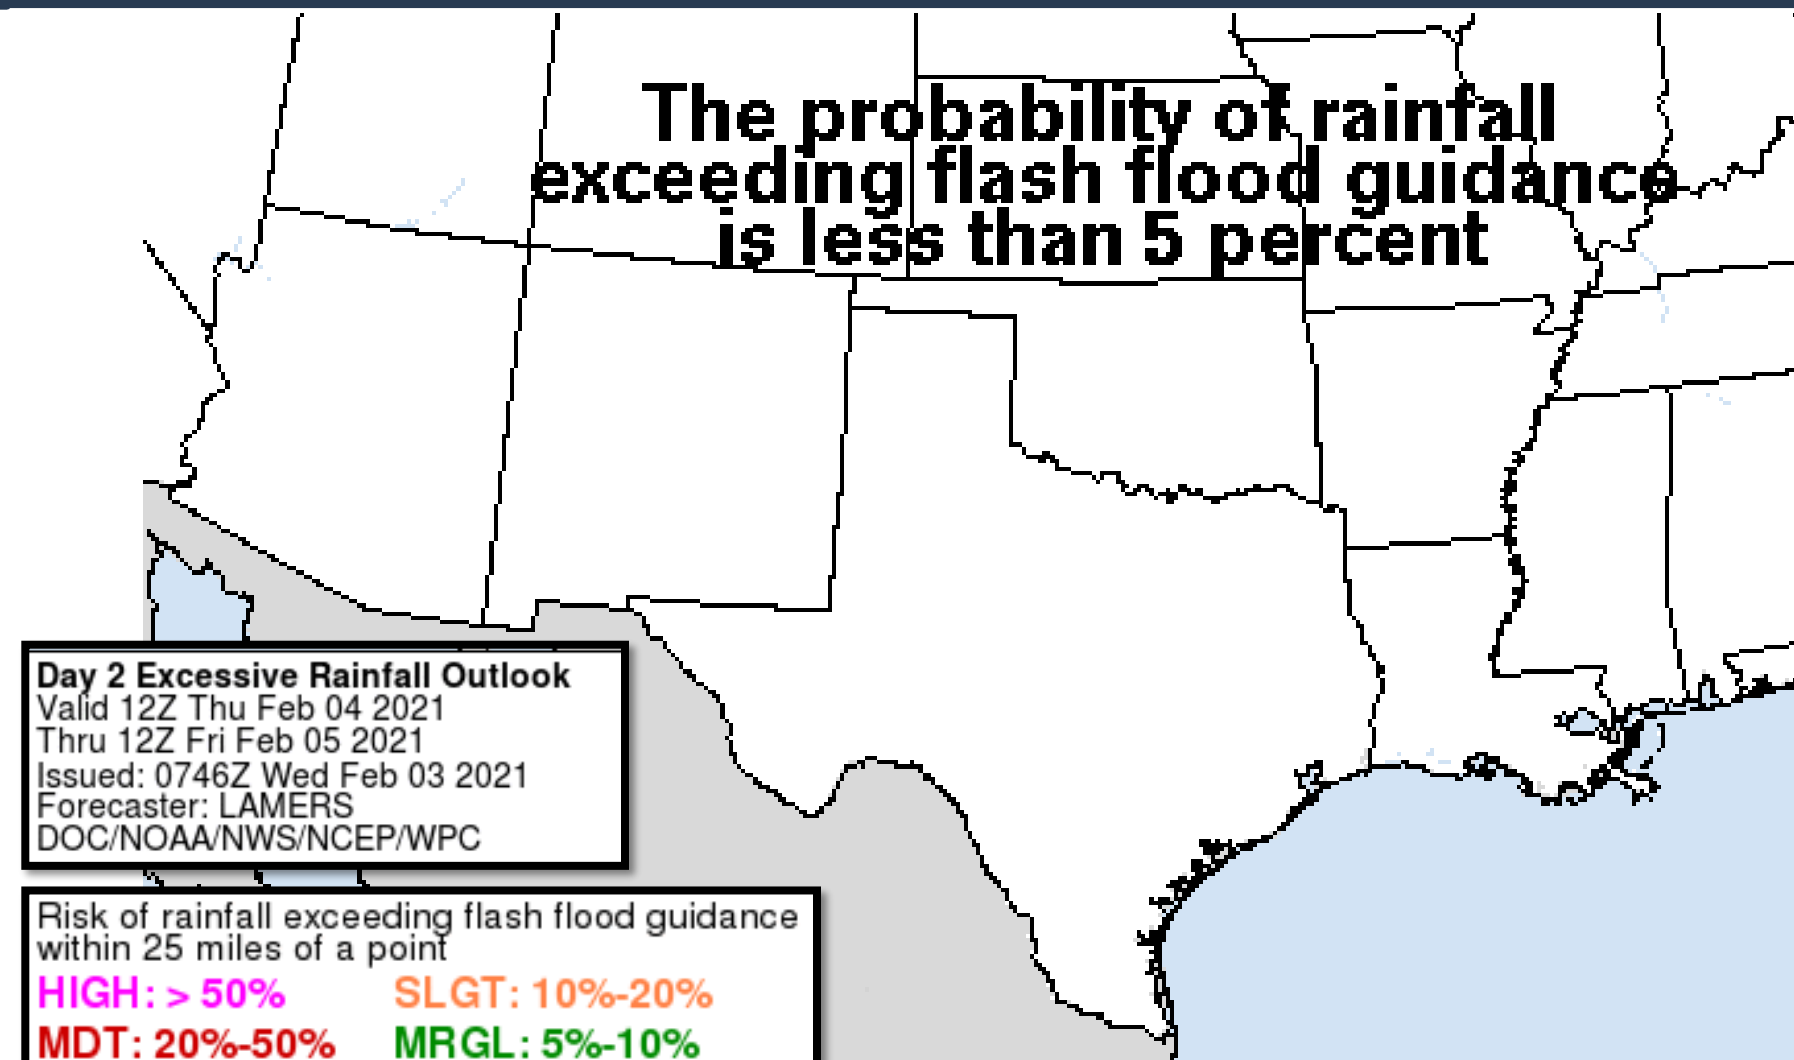 The probability of rainfall
exceeding flash flood guidance
is less than 5 percent
Day 2 Excessive Rainfall Outlook
Valid 12Z Thu Feb 04 2021
Thru 12Z Fri Feb 05 2021
Issued: 0746Z Wed Feb 03 2021
Forecaster: LAMERS
DOC/NOAA/NWS/NCEP/WPC
Risk of rainfall exceeding flash flood guidance
within 25 miles of a point
HIGH: > 50% SLGT: 10%-20%
MDT: 20%-50% MRGL: 5%-10%